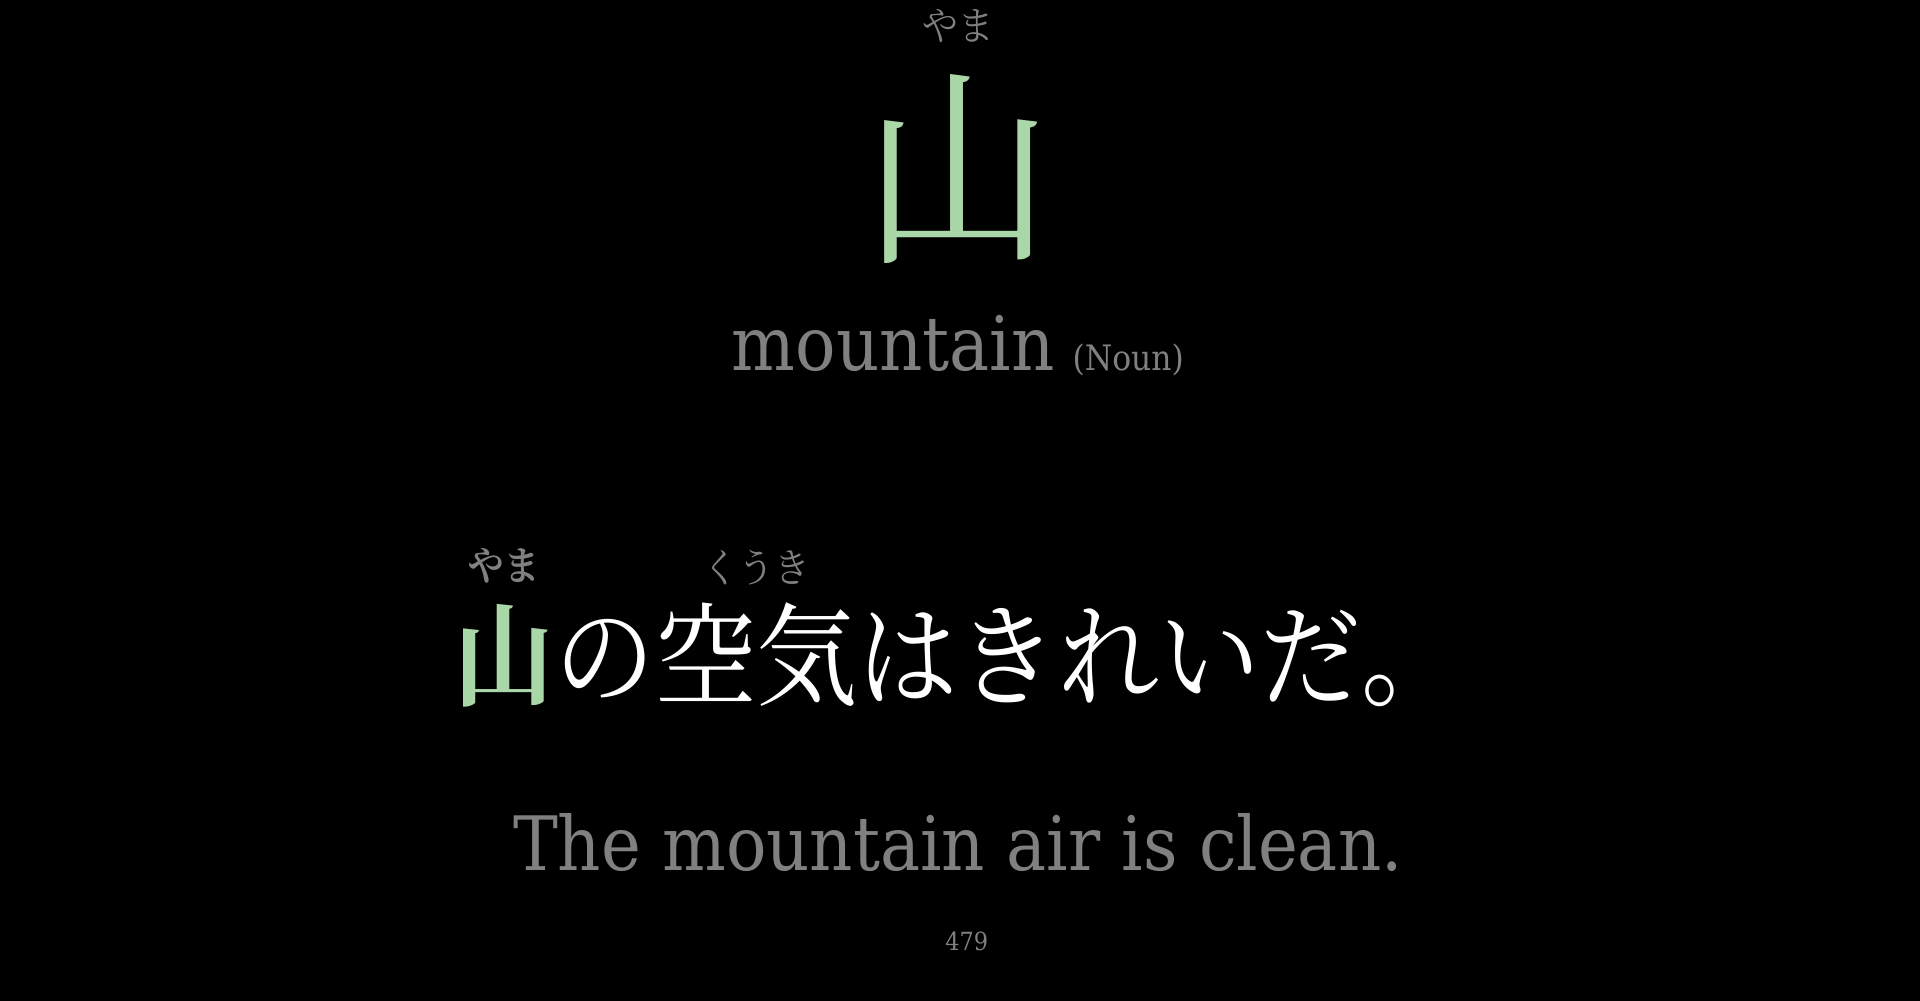 やま
山
mountain (Noun)
やま くうき
山の空気はきれいだ。
The mountain air is clean.
479